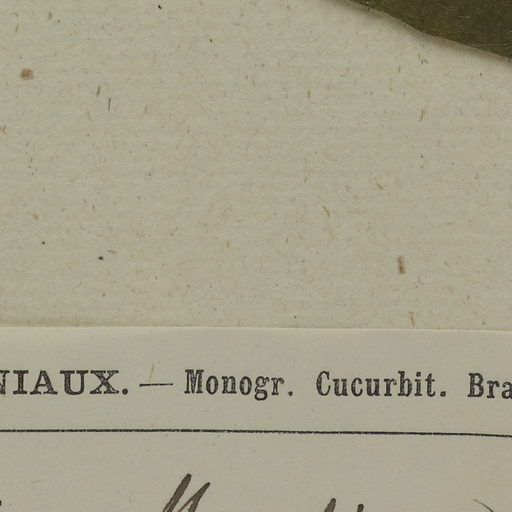 NIAUX. — Monogr. Cucurbit. Bra